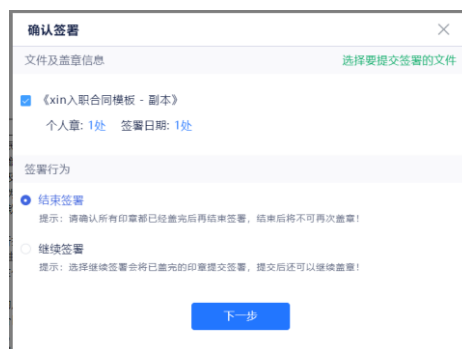 确认签署
文件及盖章信息 选择要提交签署的文件
《xin入职合同模板 - 副本》
个人章: 1处 签署日期: 1处
签署行为
结束签署
提示：请确认所有印章都已经盖完后再结束签署，结束后将不可再次盖章！
继续签署
提示：选择继续签署会将已盖完的印章提交签署，提交后还可以继续盖章！
下一步